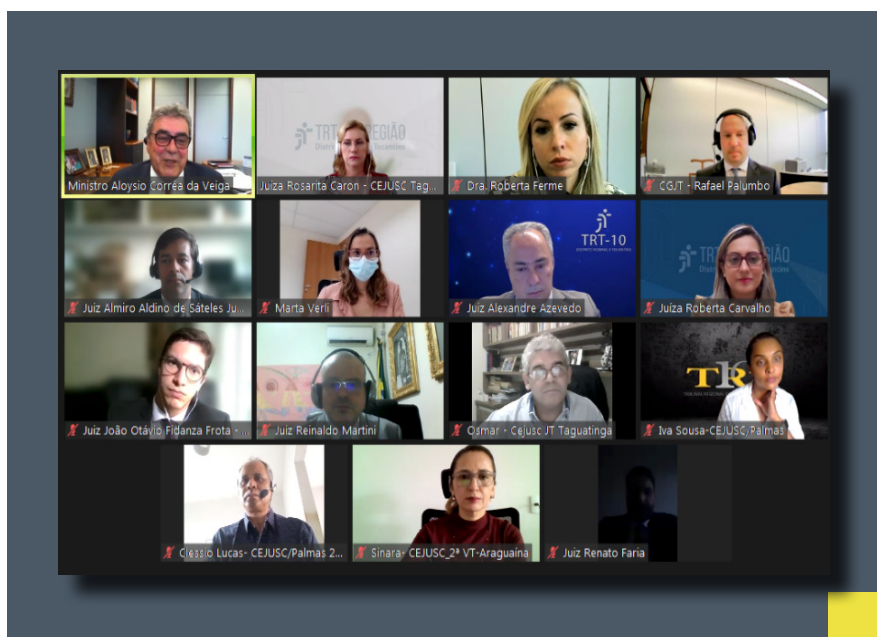 Ministro Aloysio Corrêa da Veiga
Juíza Rosarita Caron - CEJUSC Tag...
Dra. Roberta Ferme
CGJT - Rafael Palumbo
TRT-10
Juiz Almiro Aldino de Sáteles Ju...
Marta Verli
Juiz Alexandre Azevedo
Juíza Roberta Carvalho
Juiz João Otávio Fidanza Frota - ...
Juiz Reinaldo Martini
Osmar - Cejusc JT Taguatinga
Iva Sousa-CEJUSC/Palmas
Clessio Lucas- CEJUSC/Palmas 2...
Sinara- CEJUSC_2ª VT-Araguaína
Juiz Renato Faria